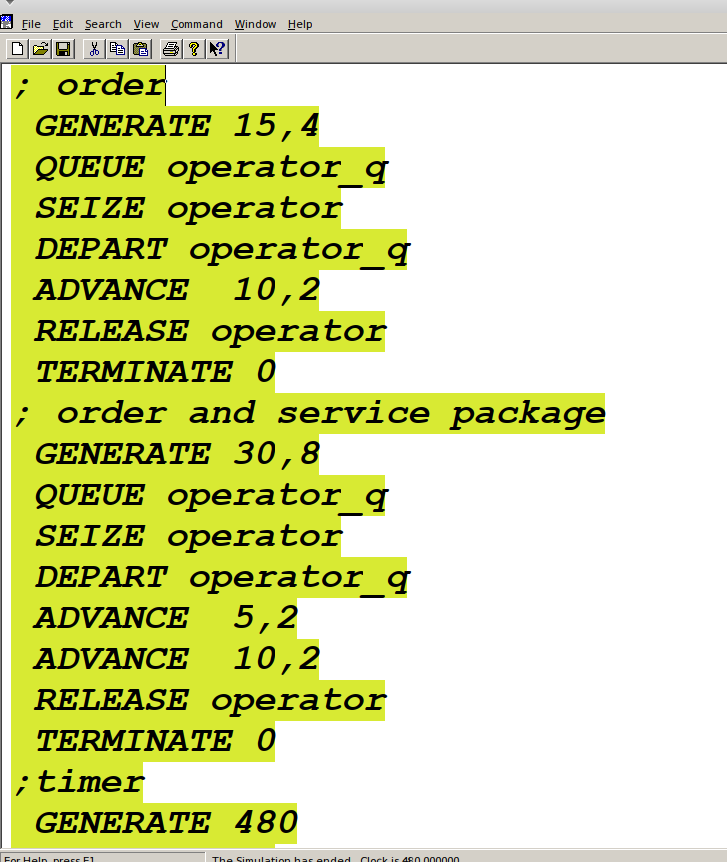 File Edit Search View Command Window Help
; order
GENERATE 15,4
QUEUE operator_q
SEIZE operator
DEPART operator_q
ADVANCE  10,2
RELEASE operator
TERMINATE 0
; order and service package
GENERATE 30,8
QUEUE operator_q
SEIZE operator
DEPART operator_q
ADVANCE  5,2
ADVANCE  10,2
RELEASE operator
TERMINATE 0
;timer
GENERATE 480
For Help, press F1 The Simulation has ended. Clock is 480.000000.